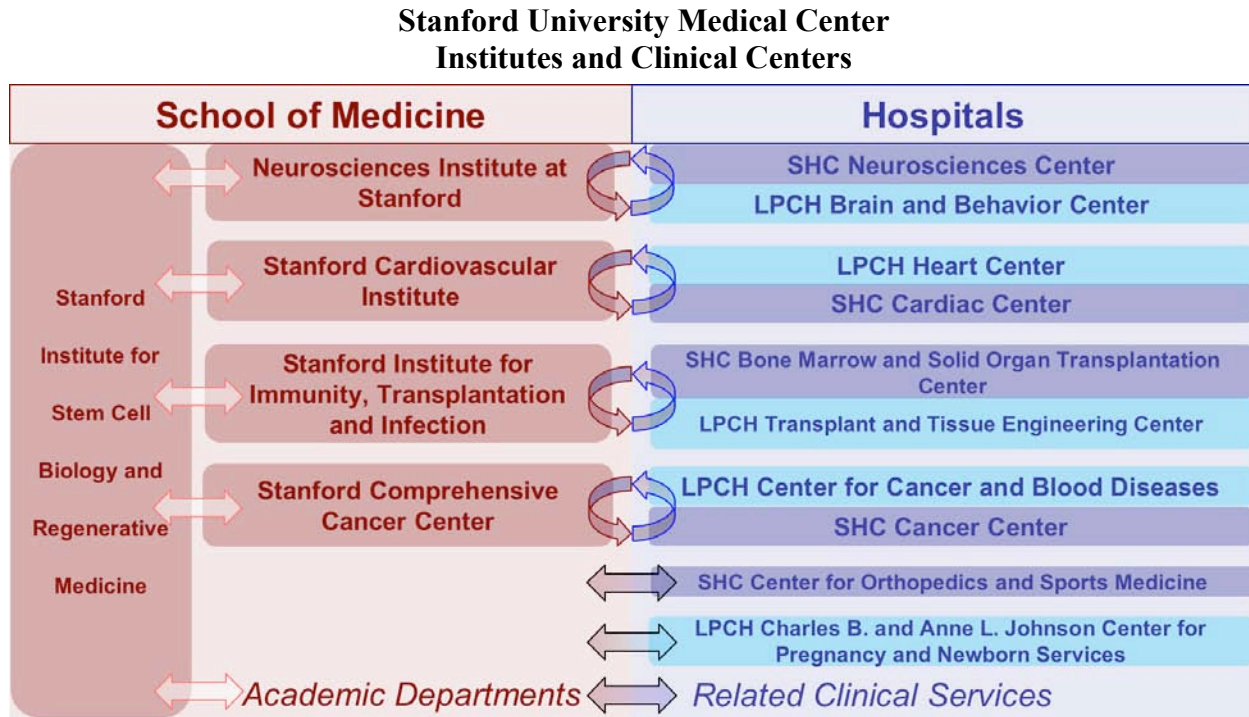 Stanford University Medical Center
Institutes and Clinical Centers
School of Medicine
Hospitals
Stanford
Institute for
Stem Cell
Biology and
Regenerative
Medicine
Neurosciences Institute at
Stanford
SHC Neurosciences Center
LPCH Brain and Behavior Center
Stanford Cardiovascular
Institute
LPCH Heart Center
SHC Cardiac Center
Stanford Institute for
Immunity, Transplantation
and Infection
SHC Bone Marrow and Solid Organ Transplantation
Center
LPCH Transplant and Tissue Engineering Center
Stanford Comprehensive
Cancer Center
LPCH Center for Cancer and Blood Diseases
SHC Cancer Center
SHC Center for Orthopedics and Sports Medicine
LPCH Charles B. and Anne L. Johnson Center for
Pregnancy and Newborn Services
Academic Departments
Related Clinical Services